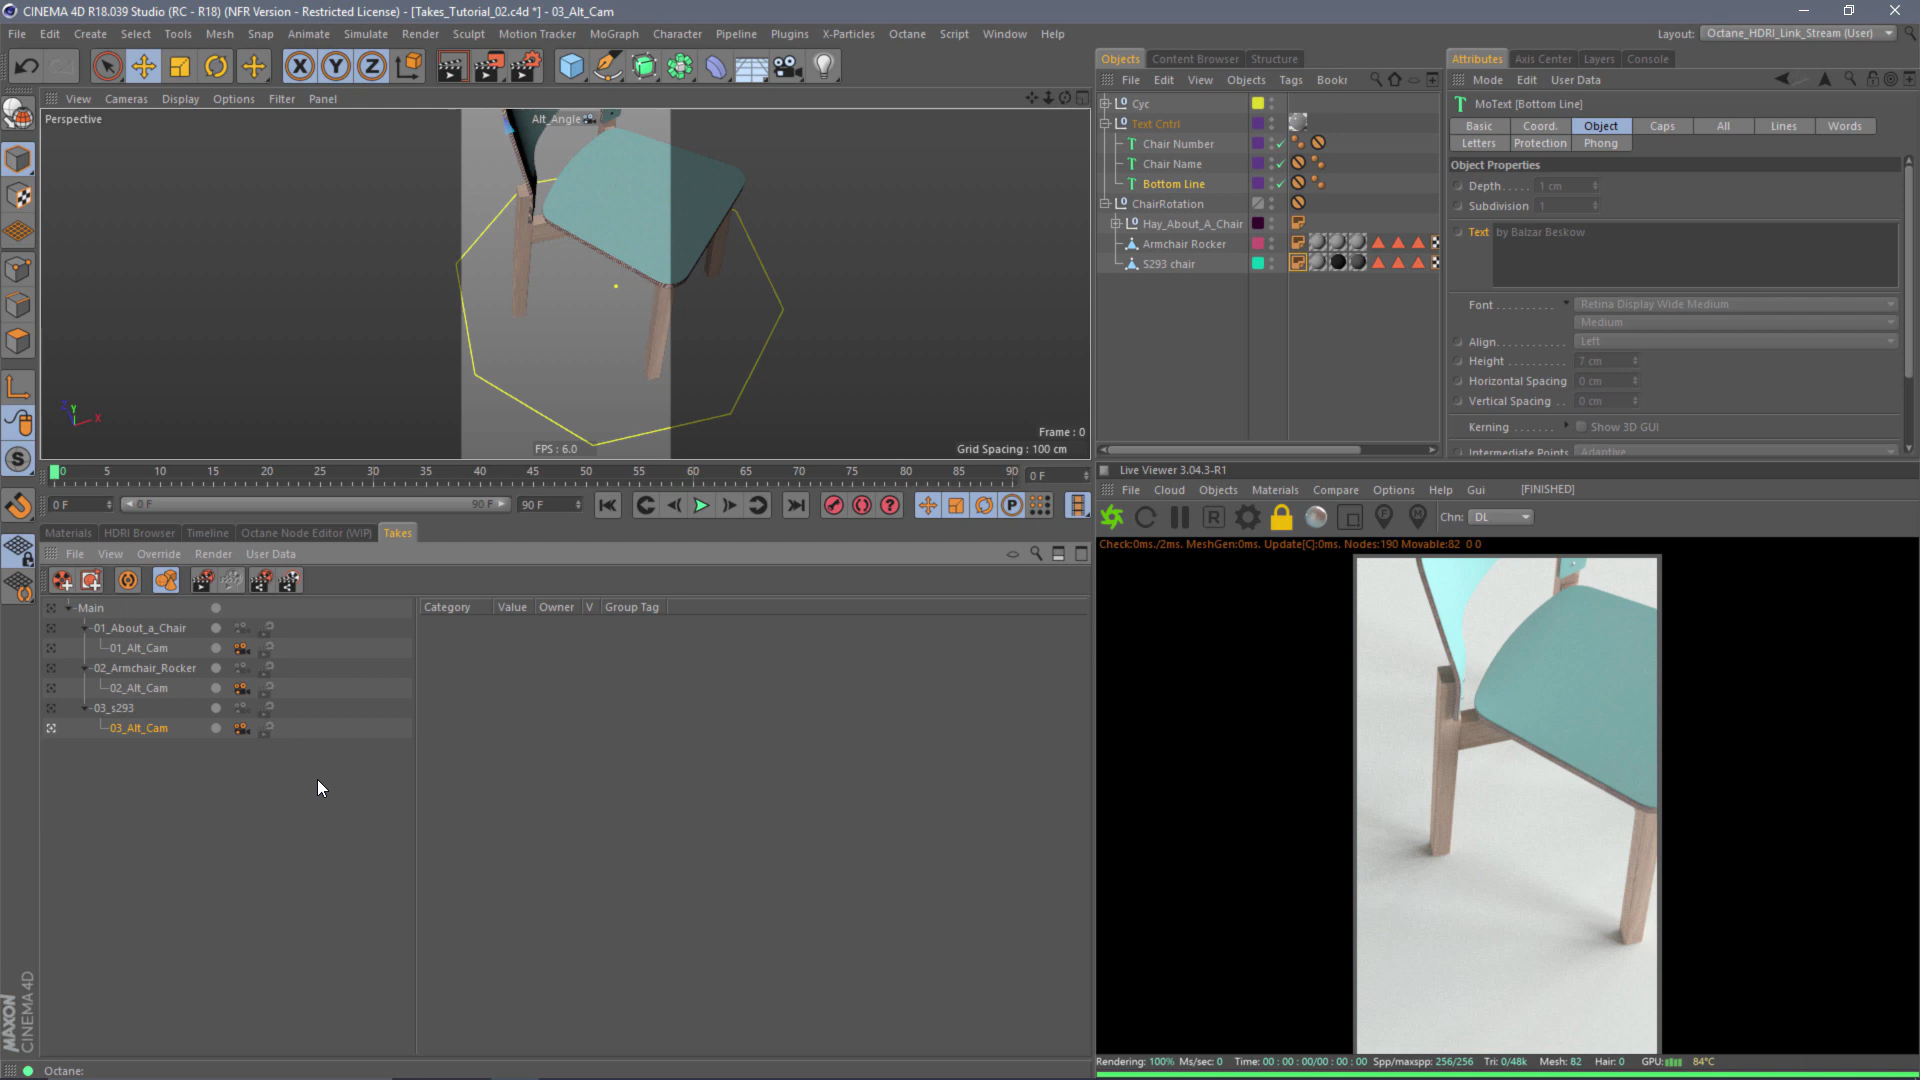 CINEMA 4D R18.039 Studio (RC - R18) (NFR Version - Restricted License) - [Takes_Tutorial_02.c4d *] - 03_Alt_Cam
File Edit Create Select Tools Mesh Snap Animate Simulate Render Sculpt Motion Tracker MoGraph Character Pipeline Plugins X-Particles Octane Script Window Help
Layout: Octane_HDRI_Link_Stream (User)
X Y Z
View Cameras Display Options Filter Panel
Perspective
Alt_Angle
Frame : 0
FPS : 6.0
Grid Spacing : 100 cm
Z Y X
0 5 10 15 20 25 30 35 40 45 50 55 60 65 70 75 80 85 90 0 F
0 F 0 F 90 F 90 F
P
S
Materials HDRI Browser Timeline Octane Node Editor (WIP) Takes
File View Override Render User Data
Category Value Owner V Group Tag
Main
01_About_a_Chair
01_Alt_Cam
02_Armchair_Rocker
02_Alt_Cam
03_s293
03_Alt_Cam
MAXON
CINEMA 4D
Octane:
Objects Content Browser Structure
File Edit View Objects Tags Bookr
Cyc
Text Cntrl
Chair Number
Chair Name
Bottom Line
ChairRotation
Hay_About_A_Chair
Armchair Rocker
S293 chair
Attributes Axis Center Layers Console
Mode Edit User Data
MoText [Bottom Line]
Basic Coord. Object Caps All Lines Words
Letters Protection Phong
Object Properties
Depth..... 1 cm
Subdivision 1
Text by Balzar Beskow
Font.......... Retina Display Wide Medium
Medium
Align............ Left
Height.......... 7 cm
Horizontal Spacing 0 cm
Vertical Spacing .. 0 cm
Kerning ....... Show 3D GUI
Intermediate Points Adaptive
Live Viewer 3.04.3-R1
File Cloud Objects Materials Compare Options Help Gui [FINISHED]
R F M Chn: DL
Check:0ms./2ms. MeshGen:0ms. Update[C]:0ms. Nodes:190 Movable:82 0 0
Rendering: 100% Ms/sec: 0 Time: 00 : 00 : 00/00 : 00 : 00 Spp/maxspp: 256/256 Tri: 0/48k Mesh: 82 Hair: 0 GPU: 84°C